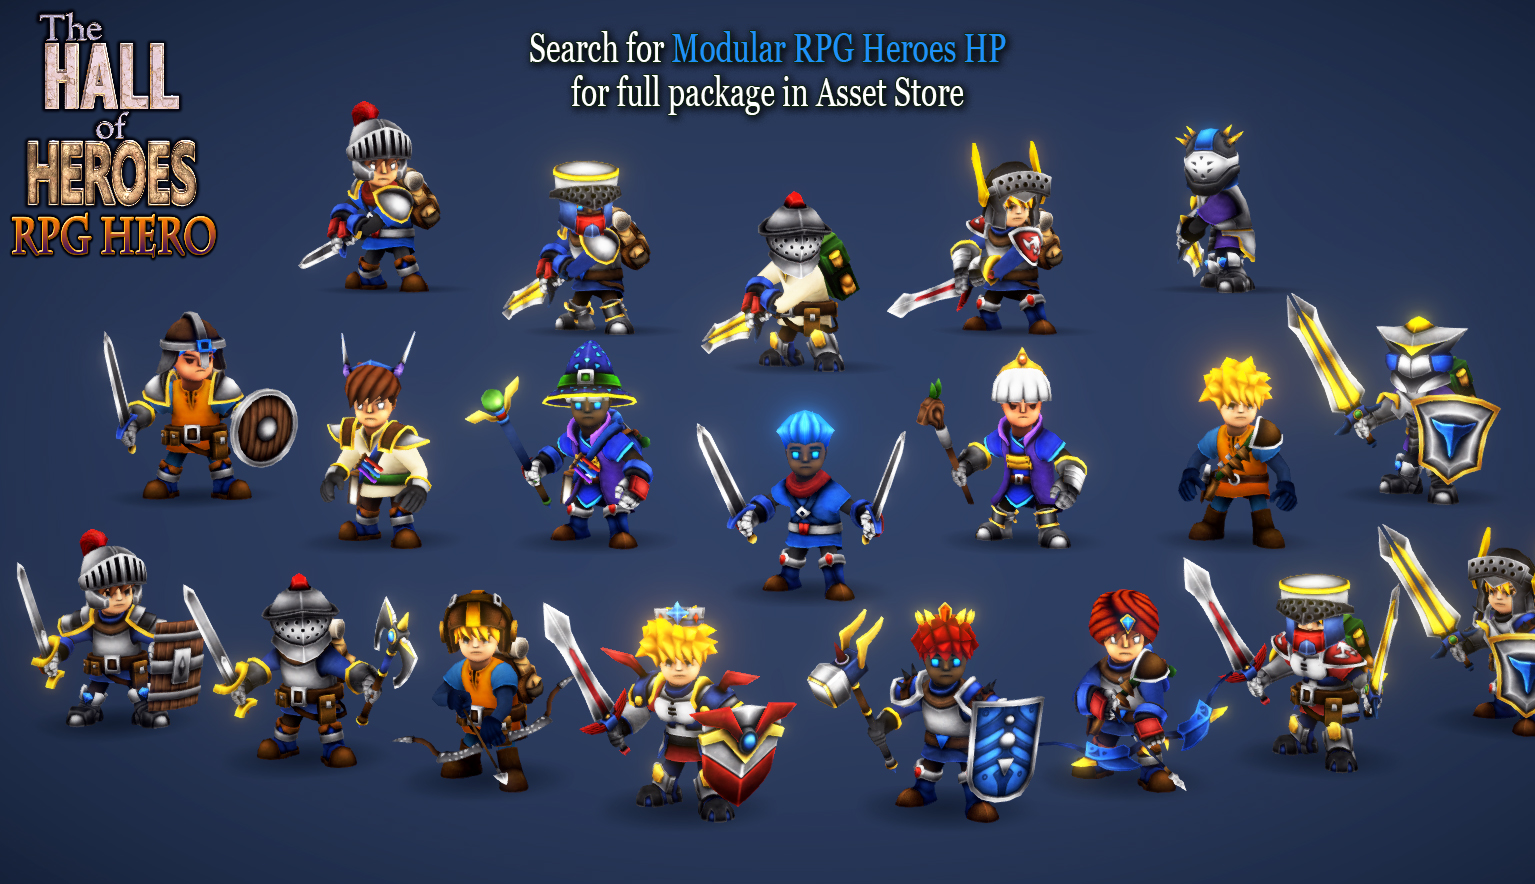 The
HALL
of
HEROES
RPG HERO
Search for Modular RPG Heroes HP
for full package in Asset Store